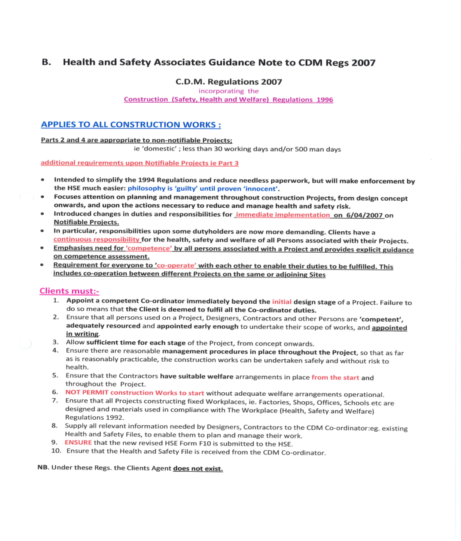 B. Health and Safety Associates Guidance Note to CDM Regs 2007
C.D.M. Regulations 2007
incorporating the
Construction (Safety, Health and Welfare) Regulations 1996
APPLIES TO ALL CONSTRUCTION WORKS :
Parts 2 and 4 are appropriate to non-notifiable Projects;
ie 'domestic' ; less than 30 working days and/or 500 man days
additional requirements upon Notifiable Projects ie Part 3
• Intended to simplify the 1994 Regulations and reduce needless paperwork, but will make enforcement by
the HSE much easier: philosophy is 'guilty' until proven 'innocent'.
• Focuses attention on planning and management throughout construction Projects, from design concept
onwards, and upon the actions necessary to reduce and manage health and safety risk.
• Introduced changes in duties and responsibilities for immediate implementation on 6/04/2007 on
Notifiable Projects.
• In particular, responsibilities upon some dutyholders are now more demanding. Clients have a
continuous responsibility for the health, safety and welfare of all Persons associated with their Projects.
• Emphasises need for 'competence' by all persons associated with a Project and provides explicit guidance
on competence assessment.
• Requirement for everyone to 'co-operate' with each other to enable their duties to be fulfilled. This
includes co-operation between different Projects on the same or adjoining Sites
Clients must:-
1. Appoint a competent Co-ordinator immediately beyond the initial design stage of a Project. Failure to
do so means that the Client is deemed to fulfil all the Co-ordinator duties.
2. Ensure that all persons used on a Project, Designers, Contractors and other Persons are 'competent',
adequately resourced and appointed early enough to undertake their scope of works, and appointed
in writing.
3. Allow sufficient time for each stage of the Project, from concept onwards.
4. Ensure there are reasonable management procedures in place throughout the Project, so that as far
as is reasonably practicable, the construction works can be undertaken safely and without risk to
health.
5. Ensure that the Contractors have suitable welfare arrangements in place from the start and
throughout the Project.
6. NOT PERMIT construction Works to start without adequate welfare arrangements operational.
7. Ensure that all Projects constructing fixed Workplaces, ie. Factories, Shops, Offices, Schools etc are
designed and materials used in compliance with The Workplace (Health, Safety and Welfare)
Regulations 1992.
8. Supply all relevant information needed by Designers, Contractors to the CDM Co-ordinator:eg. existing
Health and Safety Files, to enable them to plan and manage their work.
9. ENSURE that the new revised HSE Form F10 is submitted to the HSE.
10. Ensure that the Health and Safety File is received from the CDM Co-ordinator.
NB. Under these Regs. the Clients Agent does not exist.